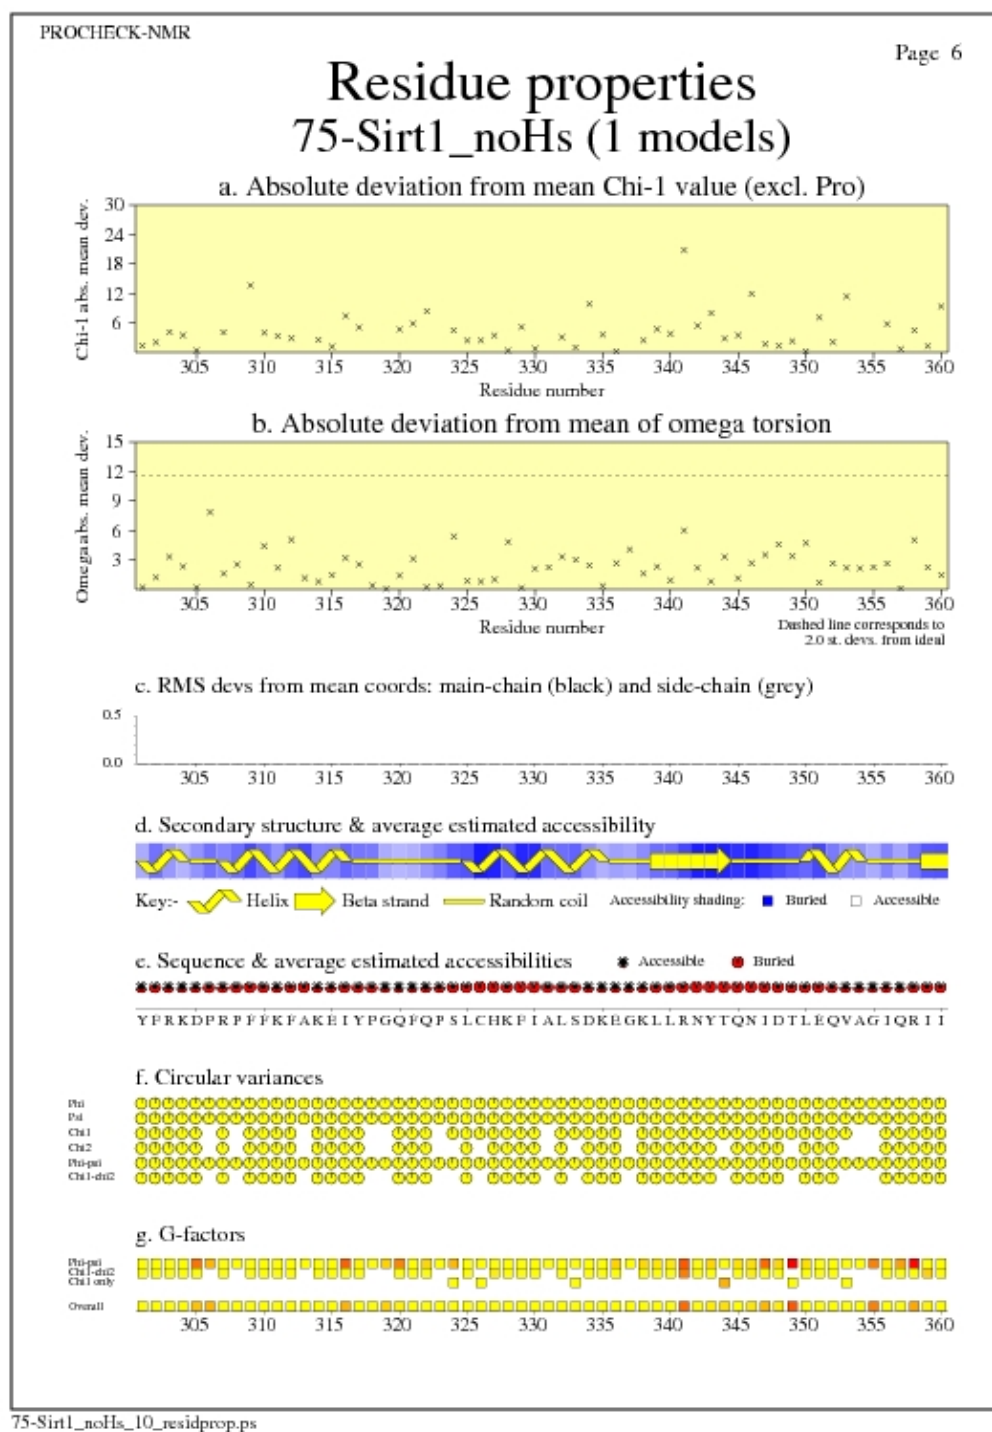 PROCHECK-NMR
Page 6
Residue properties
75-Sirt1_noHs (1 models)
a. Absolute deviation from mean Chi-1 value (excl. Pro)
Chi-1 abs. mean dev.
30
24
18
12
6
305 310 315 320 325 330 335 340 345 350 355 360
Residue number
b. Absolute deviation from mean of omega torsion
Omega abs. mean dev.
15
12
9
6
3
305 310 315 320 325 330 335 340 345 350 355 360
Residue number
Dashed line corresponds to
2.0 st. devs. from ideal
c. RMS devs from mean coords: main-chain (black) and side-chain (grey)
0.5
0.0
305 310 315 320 325 330 335 340 345 350 355 360
d. Secondary structure & average estimated accessibility
Key:- Helix Beta strand Random coil Accessibility shading: Buried Accessible
e. Sequence & average estimated accessibilities Accessible Buried
Y F R K D P R P F F K F A K E I Y P G Q F Q P S L C H K F I A L S D K E G K L L R N Y T Q N I D T L E Q V A G I Q R I I
f. Circular variances
Phi
Psi
Chi1
Chi2
Phi-psi
Chi1-chi2
g. G-factors
Phi-psi
Chi1-chi2
Chi1 only
Overall
305 310 315 320 325 330 335 340 345 350 355 360
75-Sirt1_noHs_10_residprop.ps